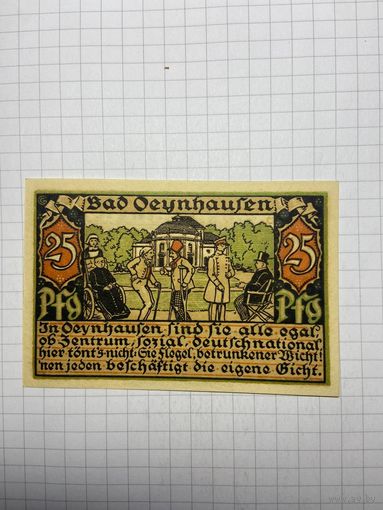 Bad Oeynhausen
25 Pfg
25 Pfg
In Oeynhausen sind sie alle egal,
ob Zentrum, sozial, deutschnational,
hier tönt's nicht: Sie Flegel, betrunkener Wicht!
nen jeden beschäftigt die eigene Gicht.